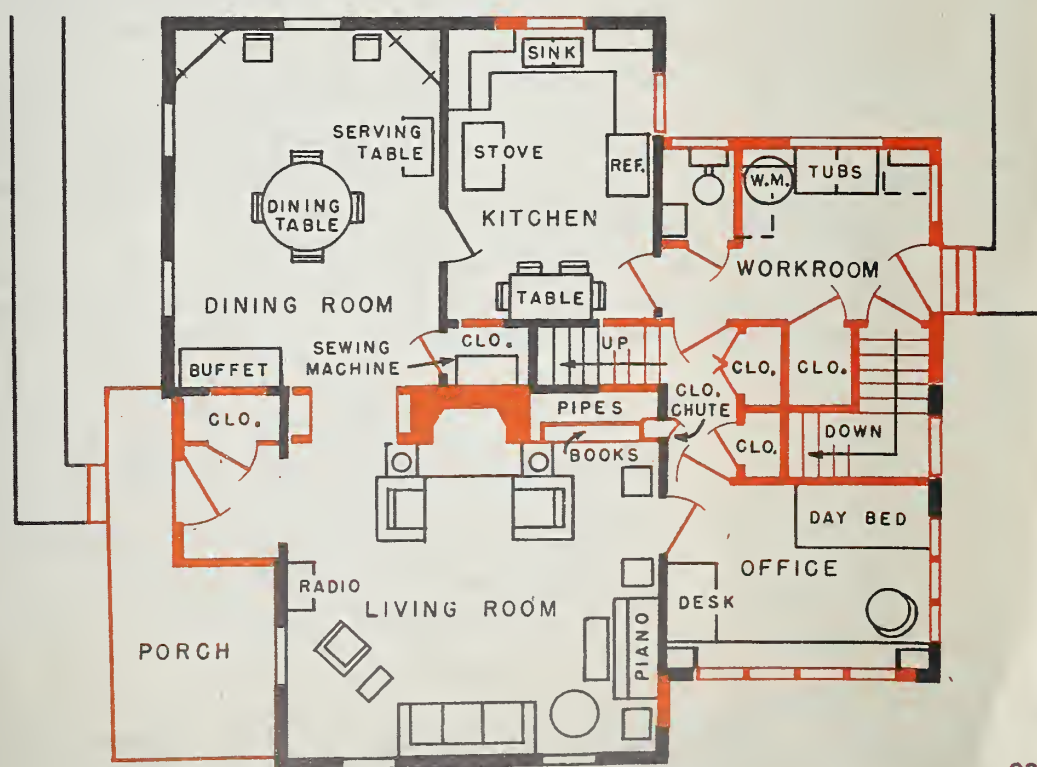 SINK
SERVING
TABLE
STOVE
REF.
W.M.
TUBS
DINING
TABLE
KITCHEN
WORKROOM
DINING ROOM
TABLE
SEWING
MACHINE
CLO.
UP
BUFFET
CLO.
CLO.
CLO.
CLO.
CHUTE
PIPES
BOOKS
CLO.
DOWN
DAY BED
OFFICE
RADIO
LIVING ROOM
DESK
PIANO
PORCH